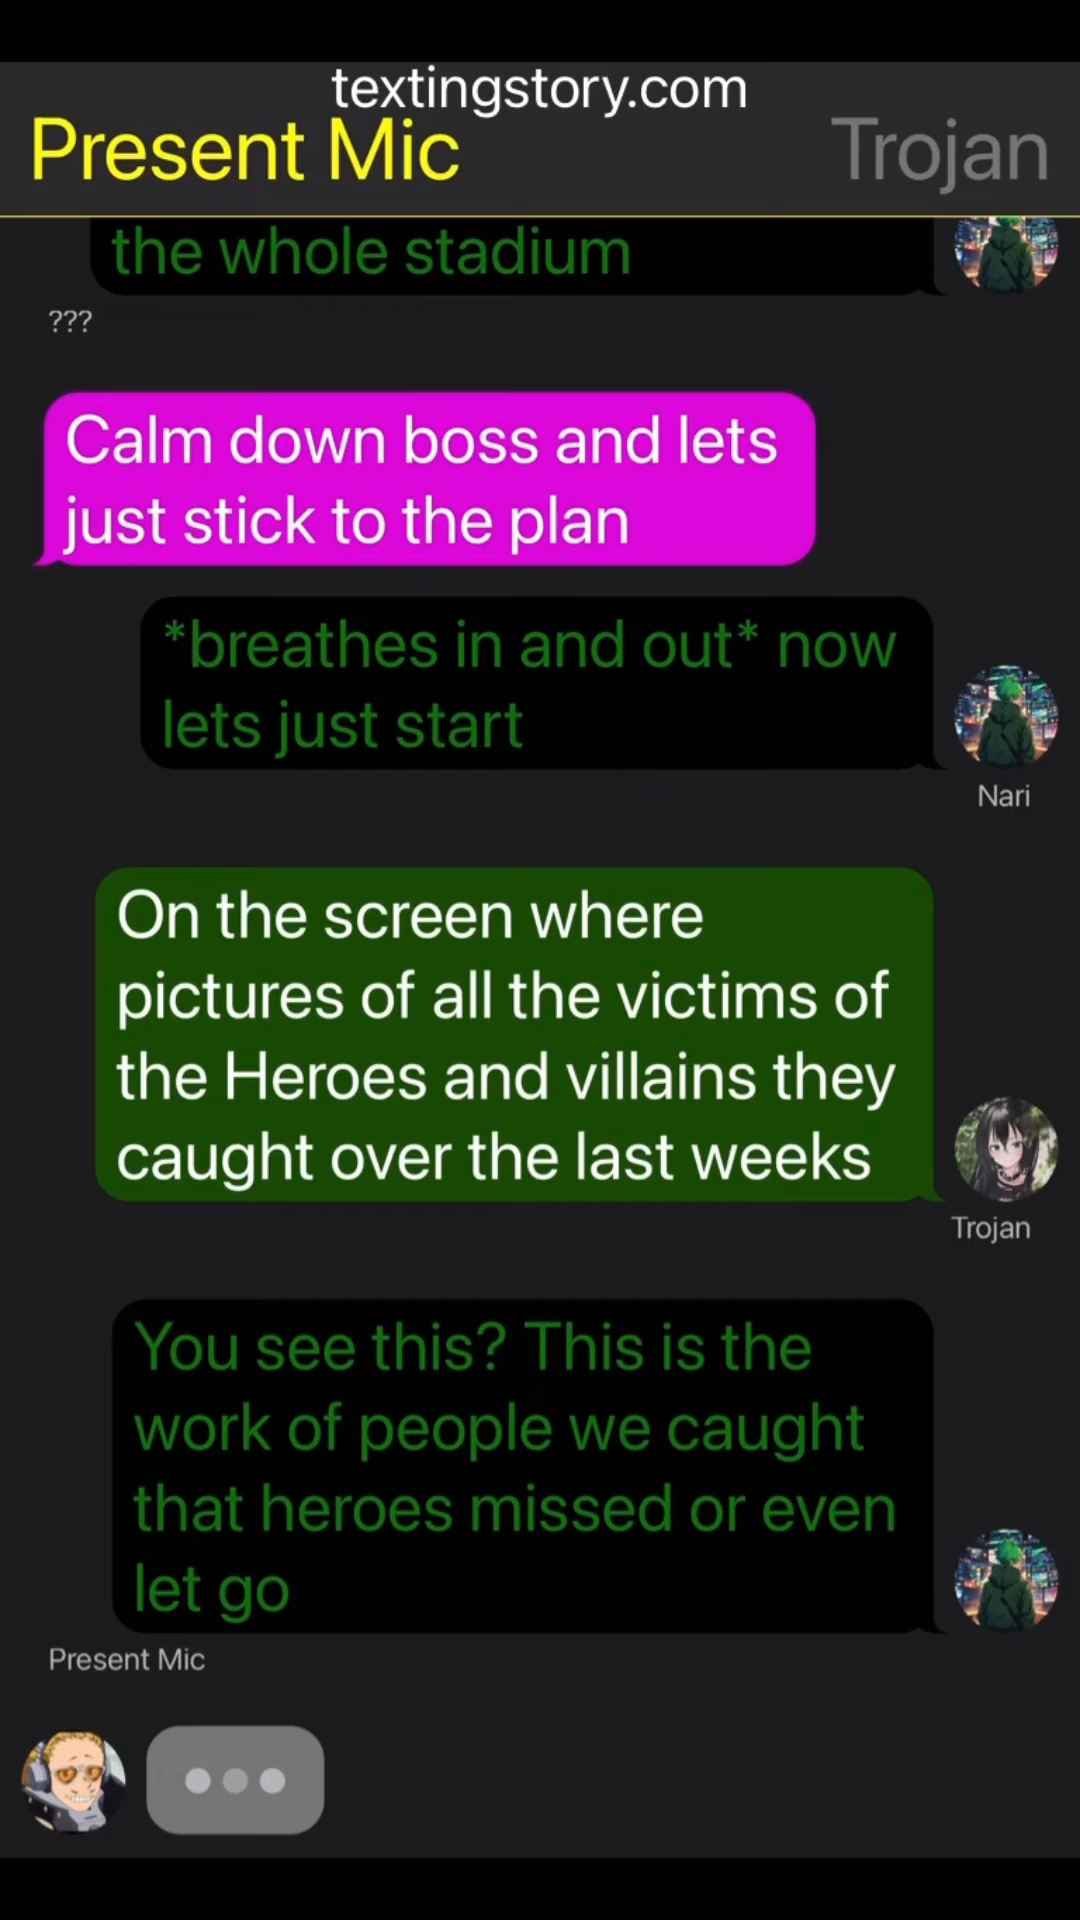 textingstory.com
Present Mic
Trojan
the whole stadium
???
Calm down boss and lets
just stick to the plan
*breathes in and out* now
lets just start
Nari
On the screen where
pictures of all the victims of
the Heroes and villains they
caught over the last weeks
Trojan
You see this? This is the
work of people we caught
that heroes missed or even
let go
Present Mic